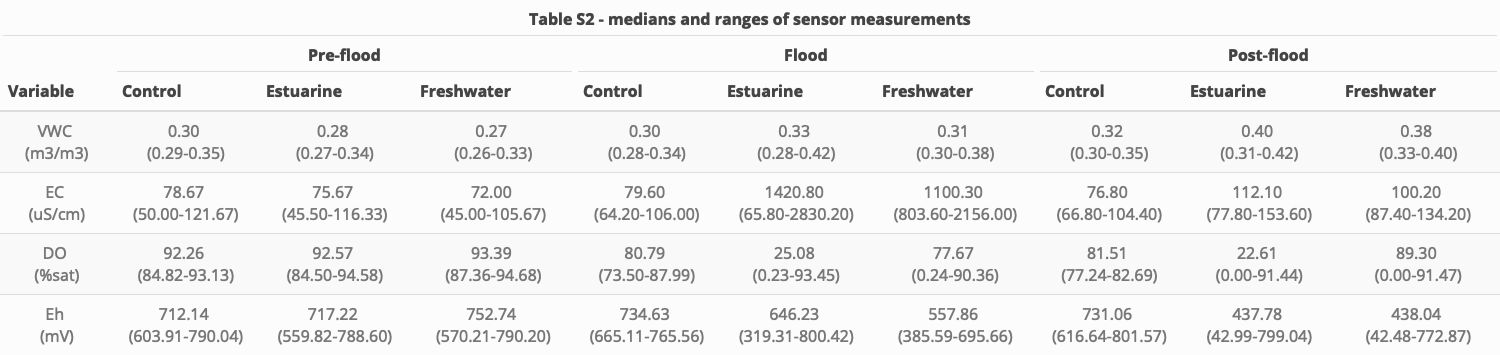 Table S2 - medians and ranges of sensor measurements
Pre-flood Flood Post-flood
Variable Control Estuarine Freshwater Control Estuarine Freshwater Control Estuarine Freshwater
VWC 0.30 0.28 0.27 0.30 0.33 0.31 0.32 0.40 0.38
(m3/m3) (0.29-0.35) (0.27-0.34) (0.26-0.33) (0.28-0.34) (0.28-0.42) (0.30-0.38) (0.30-0.35) (0.31-0.42) (0.33-0.40)
EC 78.67 75.67 72.00 79.60 1420.80 1100.30 76.80 112.10 100.20
(uS/cm) (50.00-121.67) (45.50-116.33) (45.00-105.67) (64.20-106.00) (65.80-2830.20) (803.60-2156.00) (66.80-104.40) (77.80-153.60) (87.40-134.20)
DO 92.26 92.57 93.39 80.79 25.08 77.67 81.51 22.61 89.30
(%sat) (84.82-93.13) (84.50-94.58) (87.36-94.68) (73.50-87.99) (0.23-93.45) (0.24-90.36) (77.24-82.69) (0.00-91.44) (0.00-91.47)
Eh 712.14 717.22 752.74 734.63 646.23 557.86 731.06 437.78 438.04
(mV) (603.91-790.04) (559.82-788.60) (570.21-790.20) (665.11-765.56) (319.31-800.42) (385.59-695.66) (616.64-801.57) (42.99-799.04) (42.48-772.87)